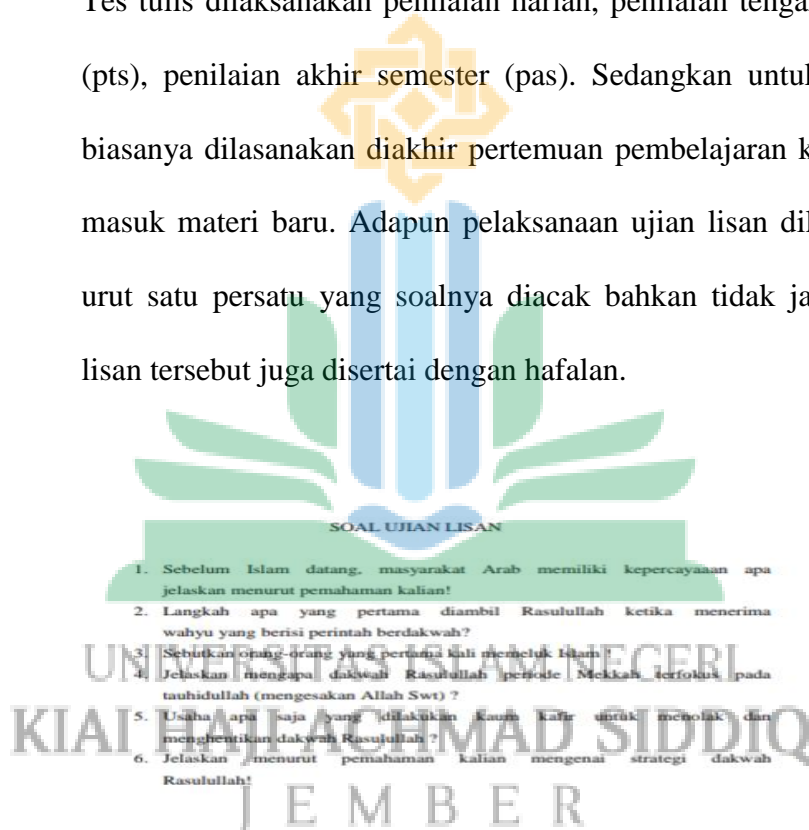 Tes tulis dilaksanakan penilaian harian, penilaian tenga
(pts), penilaian akhir semester (pas). Sedangkan untuk
biasanya dilasanakan diakhir pertemuan pembelajaran k
masuk materi baru. Adapun pelaksanaan ujian lisan dil
urut satu persatu yang soalnya diacak bahkan tidak ja
lisan tersebut juga disertai dengan hafalan.
SOAL UJIAN LISAN
1. Sebelum Islam datang, masyarakat Arab memiliki kepercayaaan apa
jelaskan menurut pemahaman kalian!
2. Langkah apa yang pertama diambil Rasulullah ketika menerima
wahyu yang berisi perintah berdakwah?
3. Sebutkan orang-orang yang pertama kali memeluk Islam !
4. Jelaskan mengapa dakwah Rasulullah periode Mekkah terfokus pada
tauhidullah (mengesakan Allah Swt) ?
5. Usaha apa saja yang dilakukan kaum kafir untuk menolak dan
menghentikan dakwah Rasulullah ?
6. Jelaskan menurut pemahaman kalian mengenai strategi dakwah
Rasulullah!
UNIVERSITAS ISLAM NEGERI
KIAI HAJI ACHMAD SIDDIQ
JEMBER